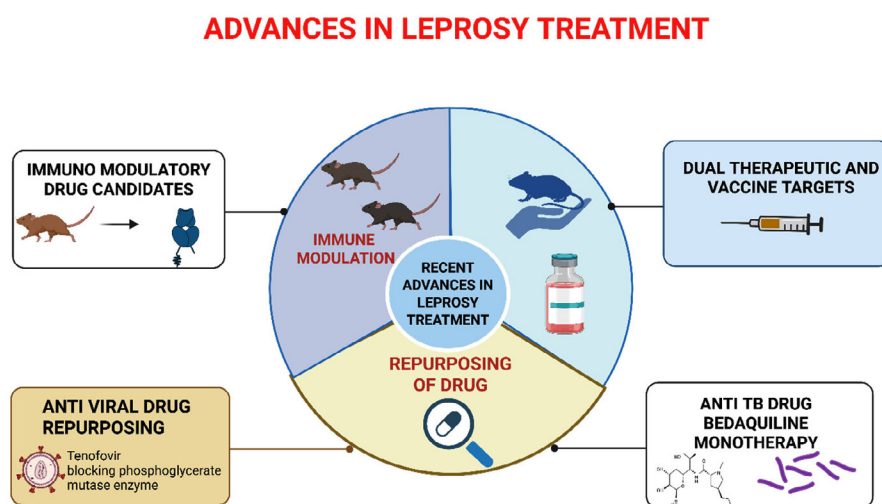 ADVANCES IN LEPROSY TREATMENT
IMMUNO MODULATORY
DRUG CANDIDATES
IMMUNE
MODULATION
RECENT
ADVANCES IN
LEPROSY
TREATMENT
DUAL THERAPEUTIC AND
VACCINE TARGETS
REPURPOSING
OF DRUG
ANTI VIRAL DRUG
REPURPOSING
Tenofovir
blocking phosphoglycerate
mutase enzyme
ANTI TB DRUG
BEDAQUILINE
MONOTHERAPY